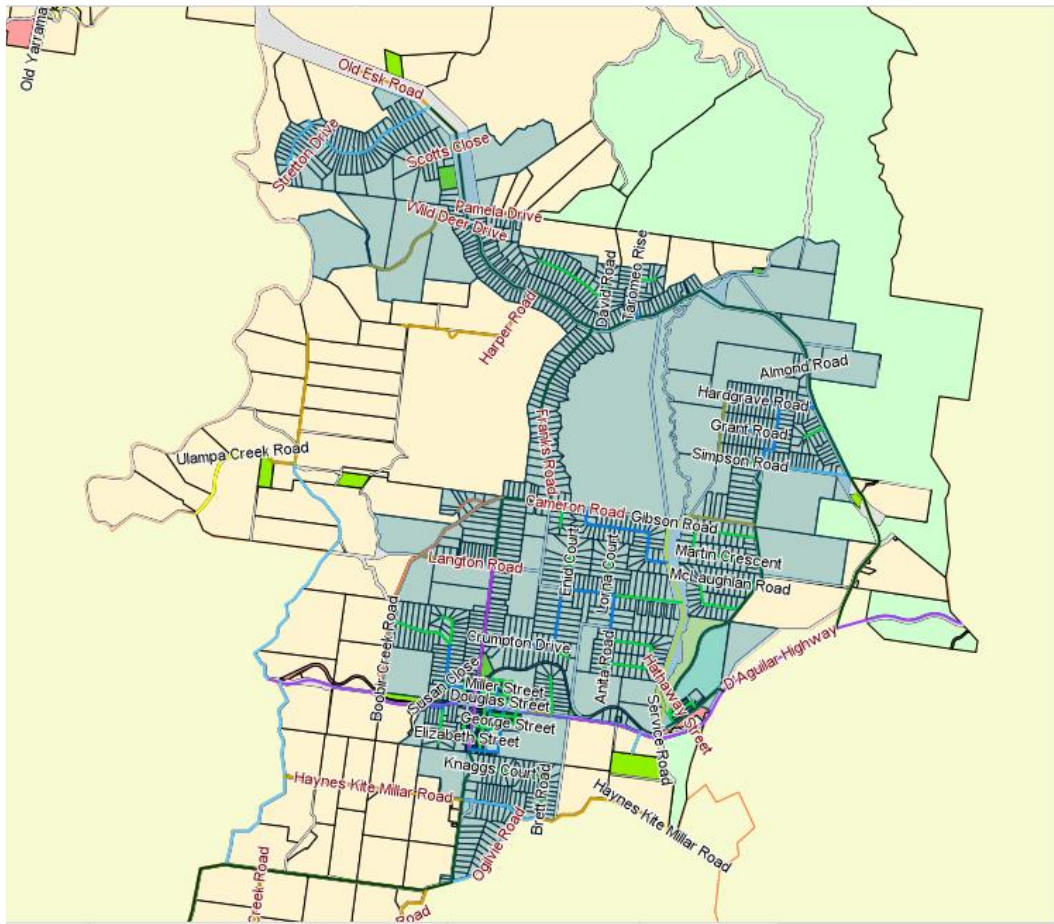 Old Yarrama
Old Esk Road
Stretton Drive
Scotts Close
Pamela Drive
Wild Deer Drive
David Road
Tiaromeo Rise
Harper Road
Almond Road
Hardgrave Road
Grant Road
Franks Road
Simpson Road
Ulampa Creek Road
Cameron Road
Gibson Road
Martin Crescent
Enid Court
Lorna Court
Langton Road
McLaughlan Road
Boobir Creek Road
Crumpton Drive
Anita Road
Susan Close
Miller Street
Douglas Street
George Street
Elizabeth Street
Hathaway Street
D'Aguilar Highway
Service Road
Knaggs Court
Brett Road
Haynes Kite Millar Road
Haynes Kite Millar Road
Ogilvie Road
Creek Road
Road